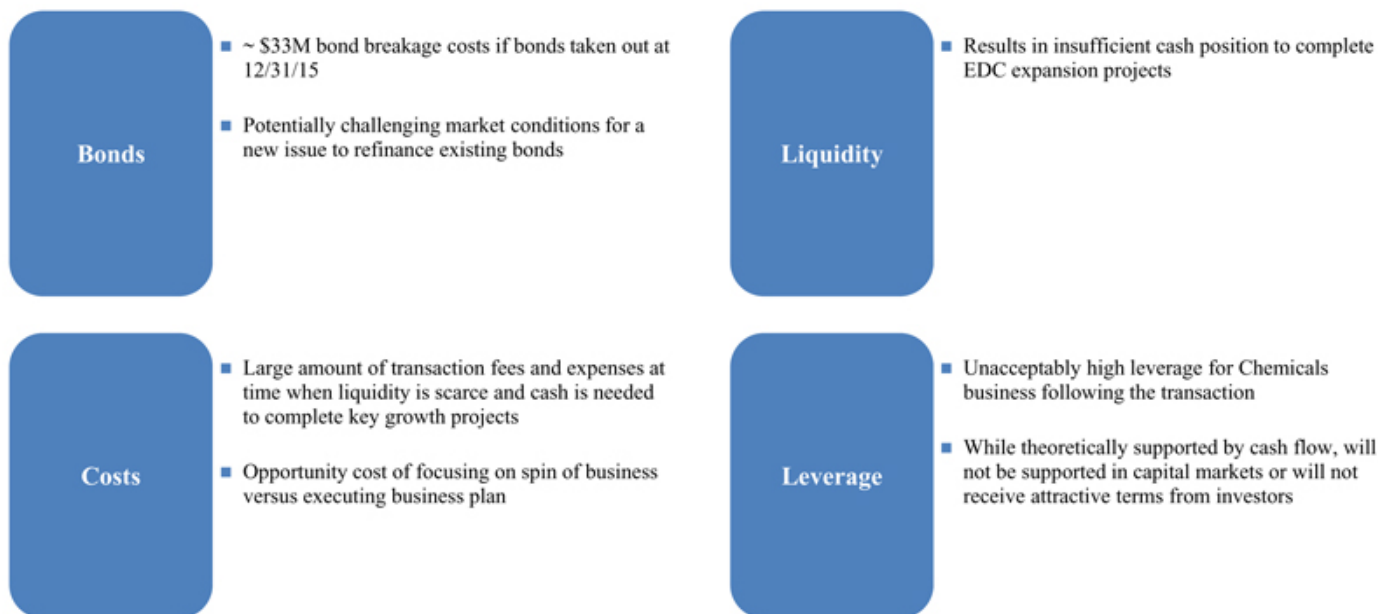 Bonds
~ $33M bond breakage costs if bonds taken out at
12/31/15
Potentially challenging market conditions for a
new issue to refinance existing bonds
Liquidity
Results in insufficient cash position to complete
EDC expansion projects
Costs
Large amount of transaction fees and expenses at
time when liquidity is scarce and cash is needed
to complete key growth projects
Opportunity cost of focusing on spin of business
versus executing business plan
Leverage
Unacceptably high leverage for Chemicals
business following the transaction
While theoretically supported by cash flow, will
not be supported in capital markets or will not
receive attractive terms from investors